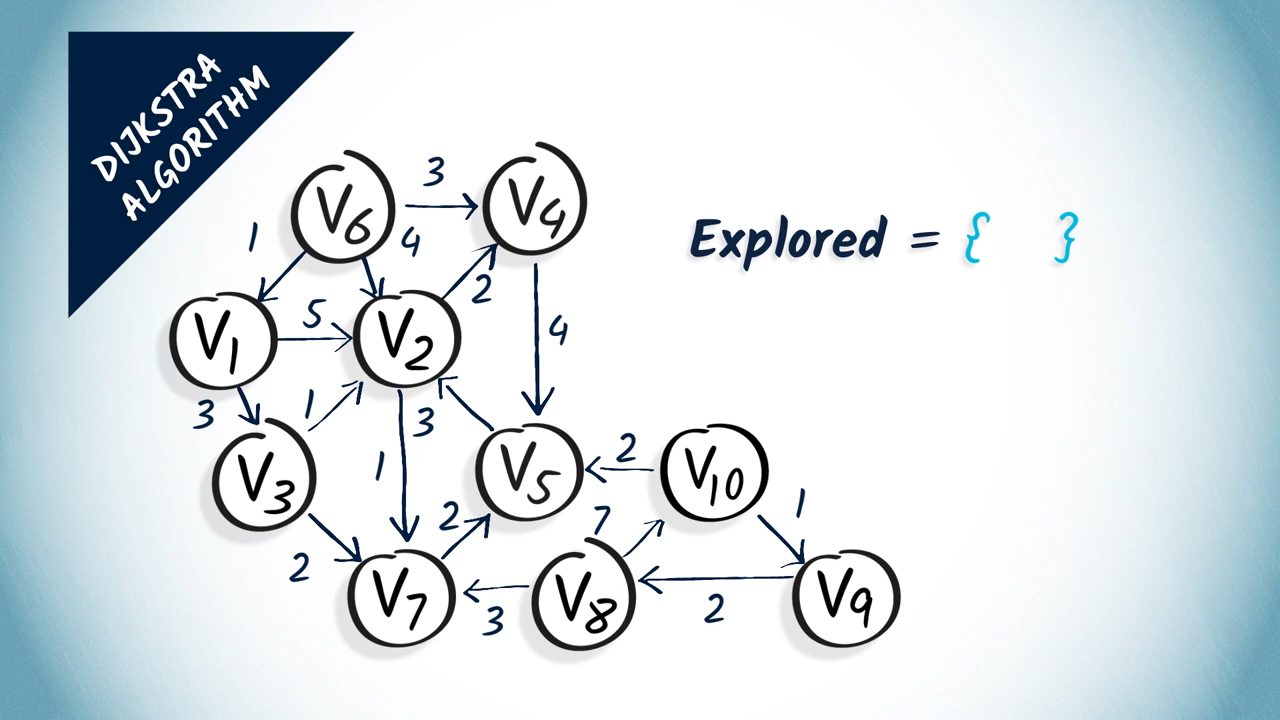 DIJKSTRA
ALGORITHM
V6 3 V4
1 4
Explored = { }
2
V1 5 V2
4
3 1 3
V3 1 V5 2 V10
2 7 1
2
V7 3 V8 2 V9